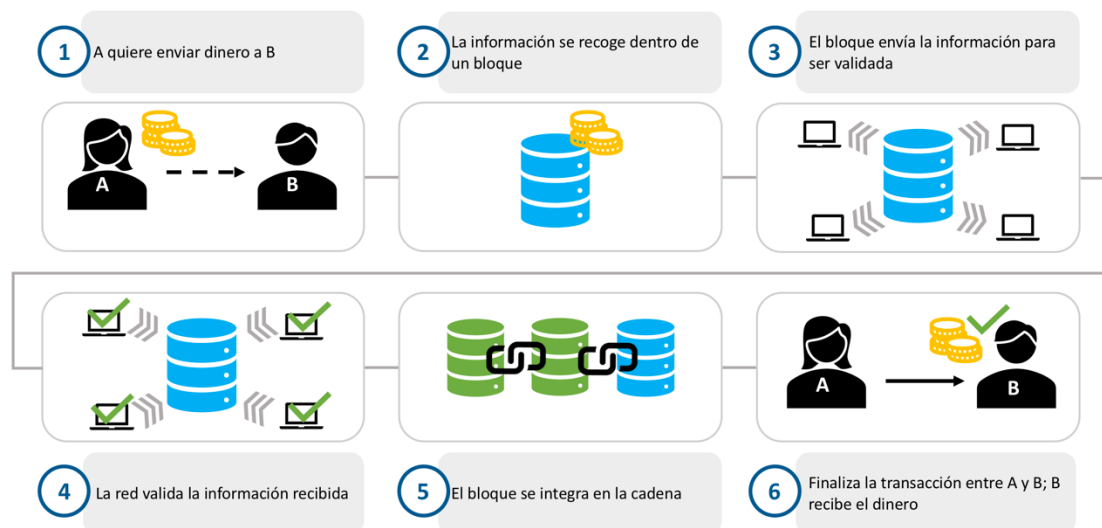 1
A quiere enviar dinero a B
2
La información se recoge dentro de
un bloque
3
El bloque envía la información para
ser validada
A
B
A
B
4
La red valida la información recibida
5
El bloque se integra en la cadena
6
Finaliza la transacción entre A y B; B
recibe el dinero